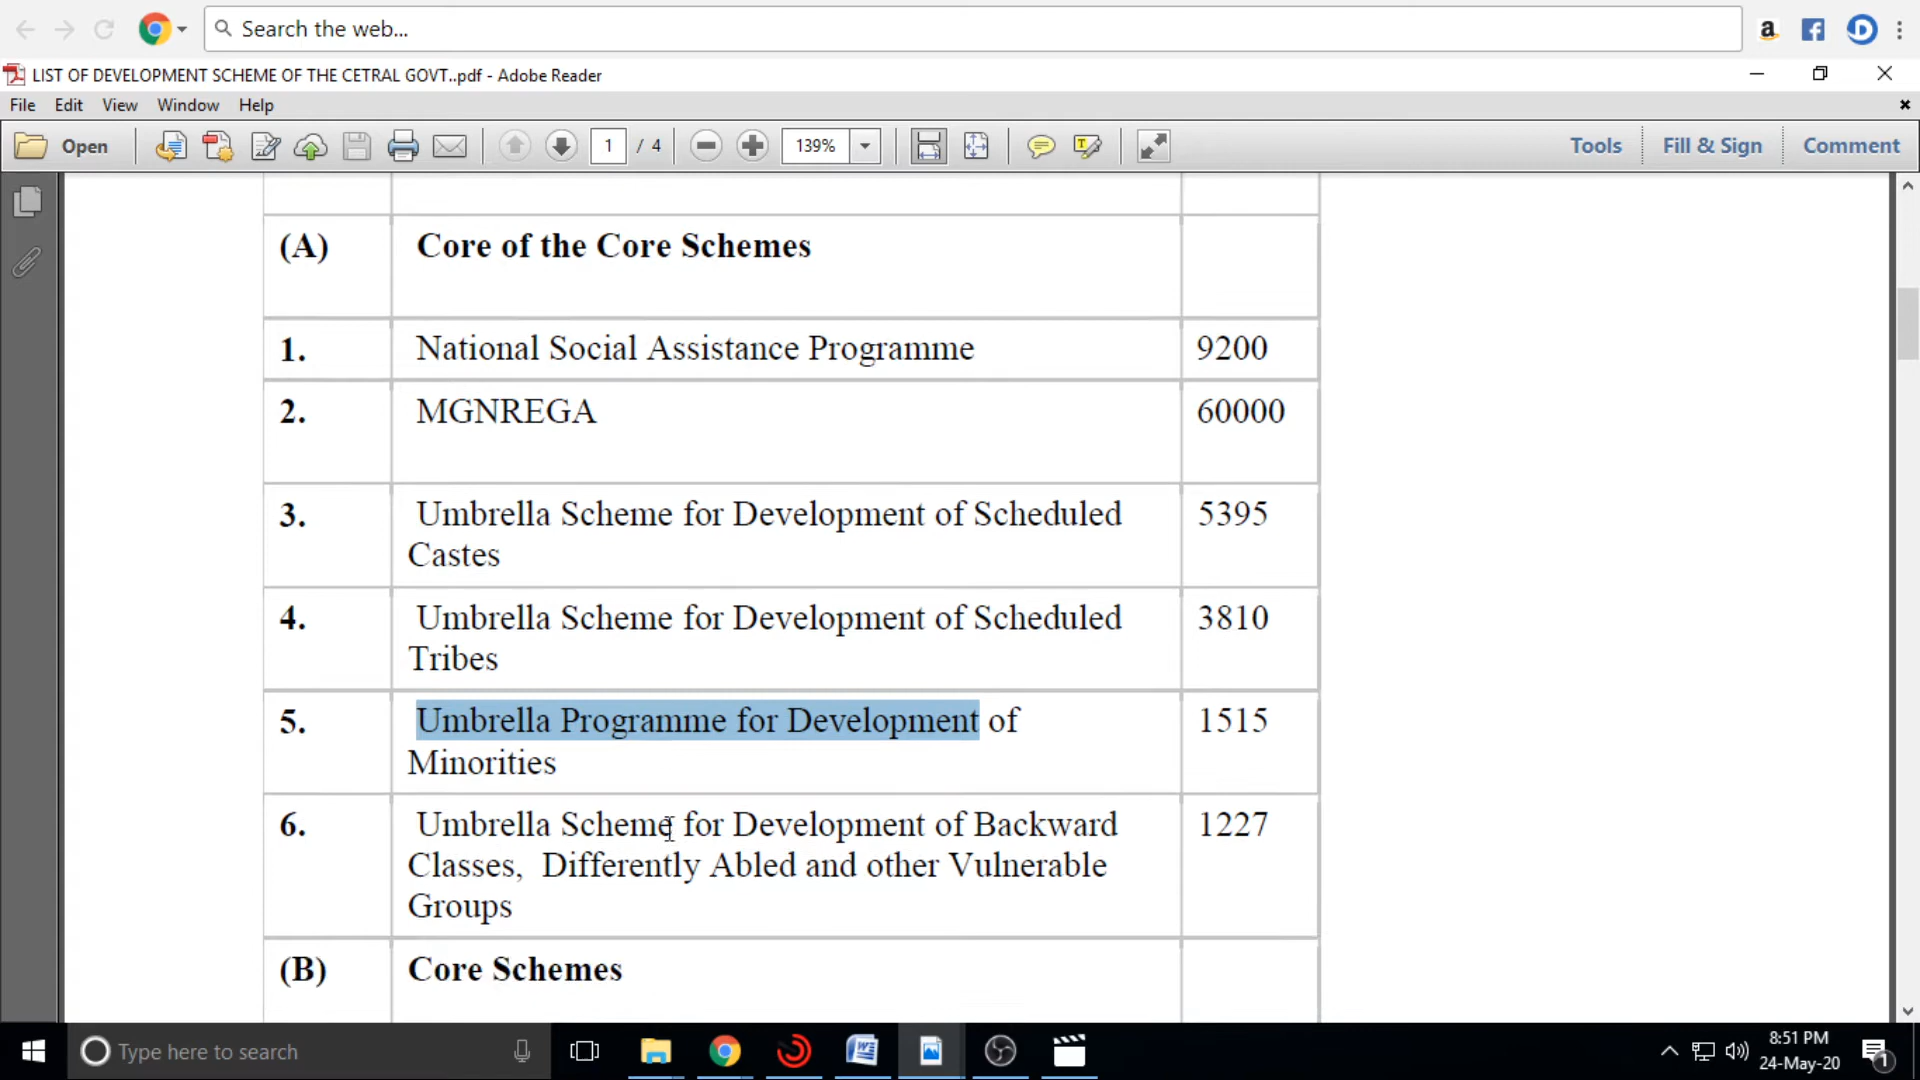 Search the web...
LIST OF DEVELOPMENT SCHEME OF THE CETRAL GOVT..pdf - Adobe Reader
File Edit View Window Help
Open 1 / 4 139% Tools Fill & Sign Comment
(A) Core of the Core Schemes
1. National Social Assistance Programme 9200
2. MGNREGA 60000
3. Umbrella Scheme for Development of Scheduled 5395
Castes
4. Umbrella Scheme for Development of Scheduled 3810
Tribes
5. Umbrella Programme for Development of 1515
Minorities
6. Umbrella Scheme for Development of Backward 1227
Classes, Differently Abled and other Vulnerable
Groups
(B) Core Schemes
Type here to search
8:51 PM
24-May-20
1